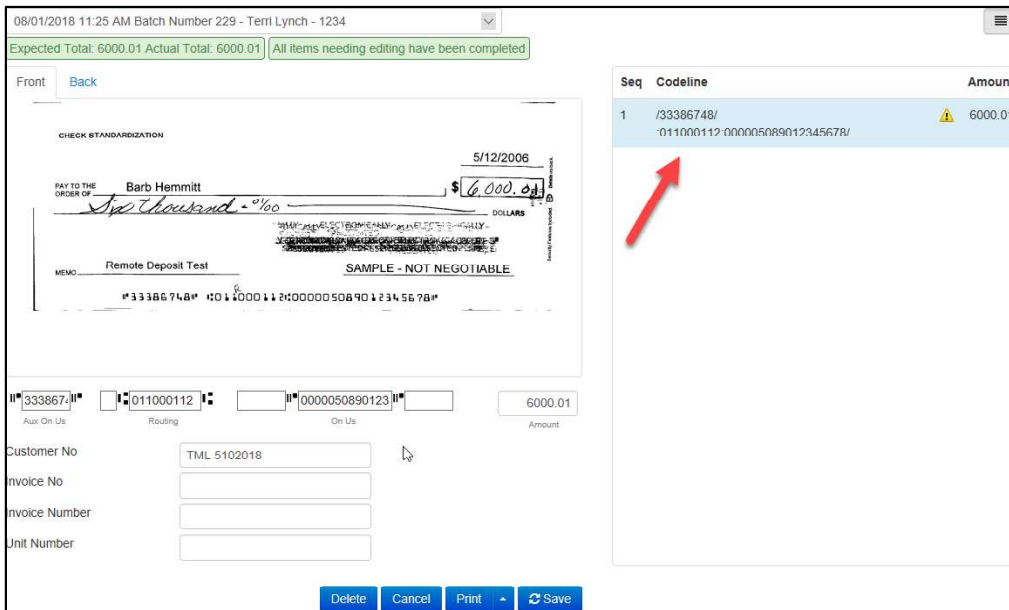 08/01/2018 11:25 AM Batch Number 229 - Terri Lynch - 1234
Expected Total: 6000.01 Actual Total: 6000.01 All items needing editing have been completed
Front Back
CHECK STANDARDIZATION
5/12/2006
PAY TO THE
ORDER OF Barb Hemmitt $ 6,000.01
Six thousand - 01/00 DOLLARS
MEMO Remote Deposit Test SAMPLE - NOT NEGOTIABLE
R
⑈33386748⑈ ⑆011000112⑆000005089012345678⑈
3338674 011000112 0000050890123 6000.01
Aux On Us Routing On Us Amount
Customer No TML 5102018
Invoice No
Invoice Number
Unit Number
Delete Cancel Print Save
Seq Codeline Amoun
1 /33386748/ 6000.01
:011000112:000005089012345678/